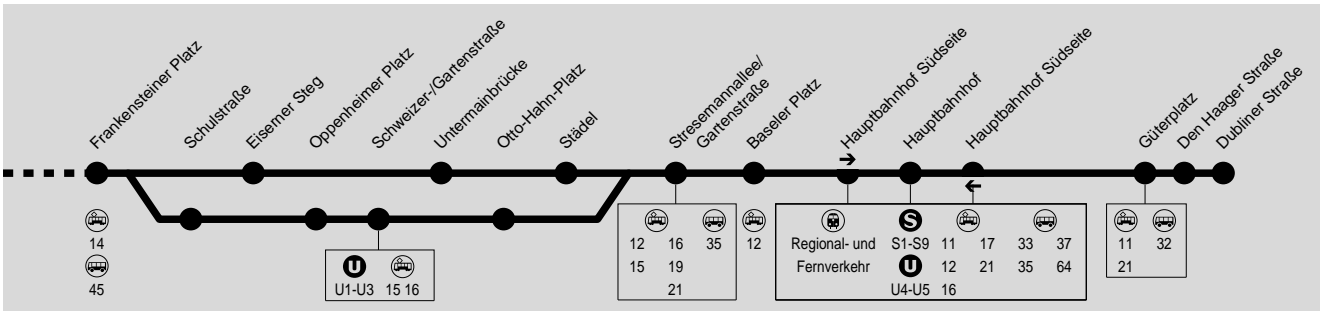 Frankensteiner Platz
Schulstraße
Eiserner Steg
Oppenheimer Platz
Schweizer-/Gartenstraße
Untermainbrücke
Otto-Hahn-Platz
Städel
Stresemannallee/
Gartenstraße
Baseler Platz
Hauptbahnhof Südseite
Hauptbahnhof
Hauptbahnhof Südseite
Güterplatz
Den Haager Straße
Dubliner Straße
14
45
U
U1-U3 15 16
12 16 35
15 19
21
12
S
Regional- und S1-S9 11 17 33 37
Fernverkehr U 12 21 35 64
U4-U5 16
11 32
21